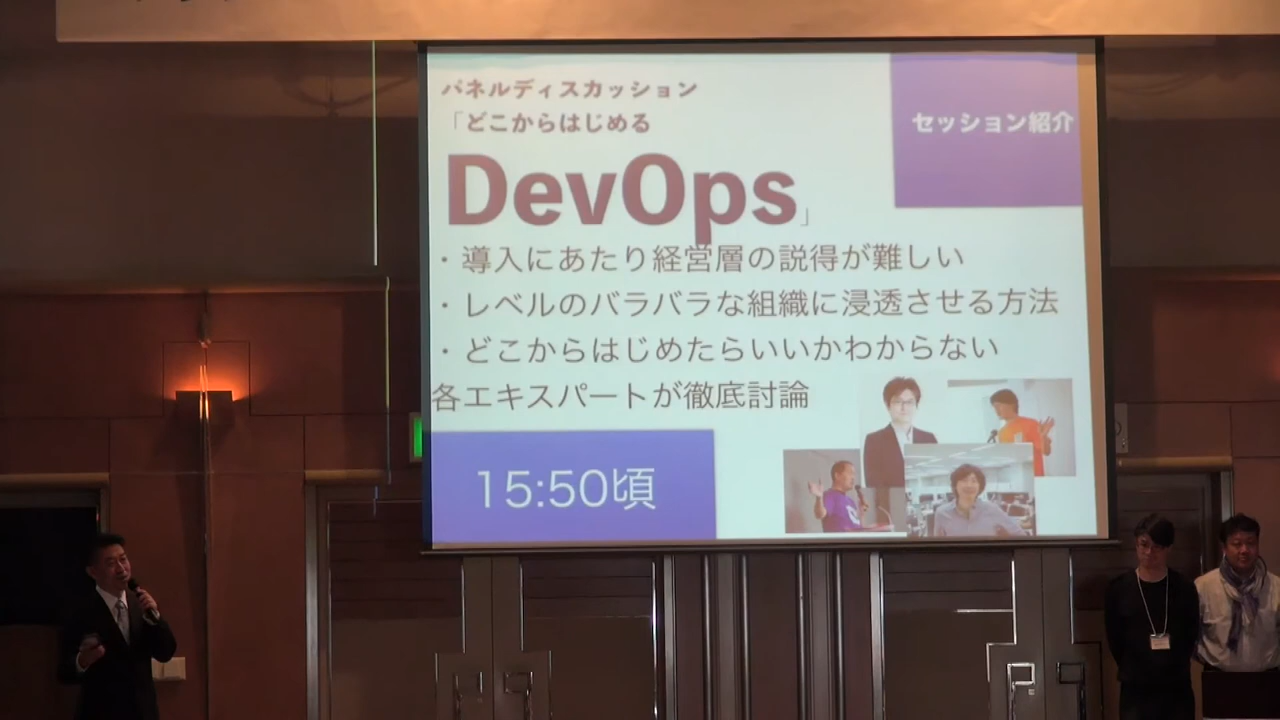 パネルディスカッション
「どこからはじめる
DevOps」
セッション紹介
・導入にあたり経営層の説得が難しい
・レベルのバラバラな組織に浸透させる方法
・どこからはじめたらいいかわからない
各エキスパートが徹底討論
15:50頃